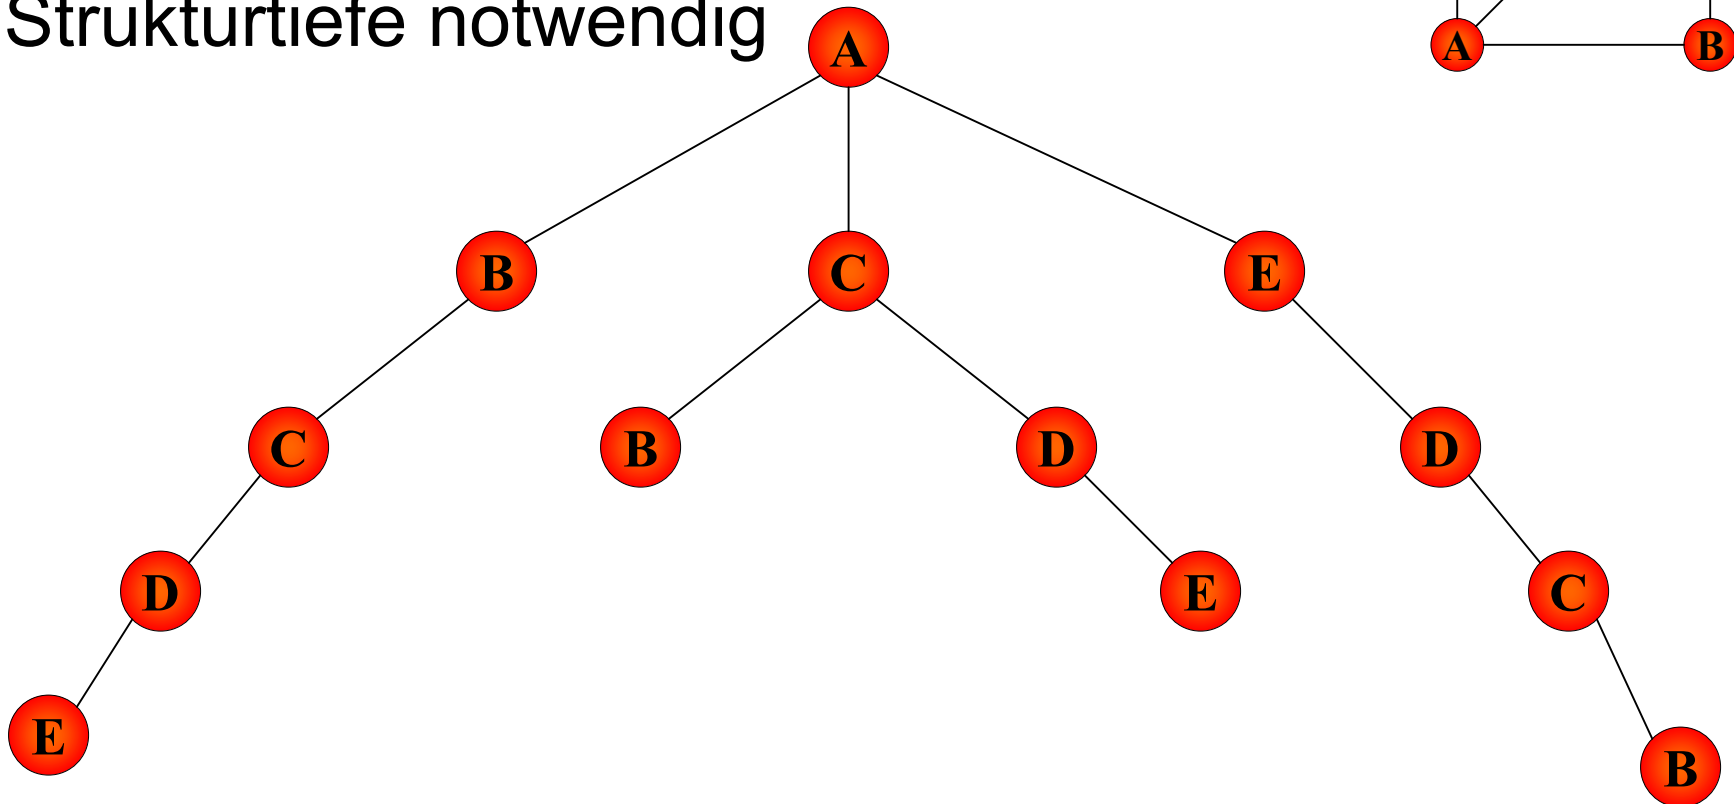 Strukturtiefe notwendig
A
A B
B C E
C B D D
D E C
E B